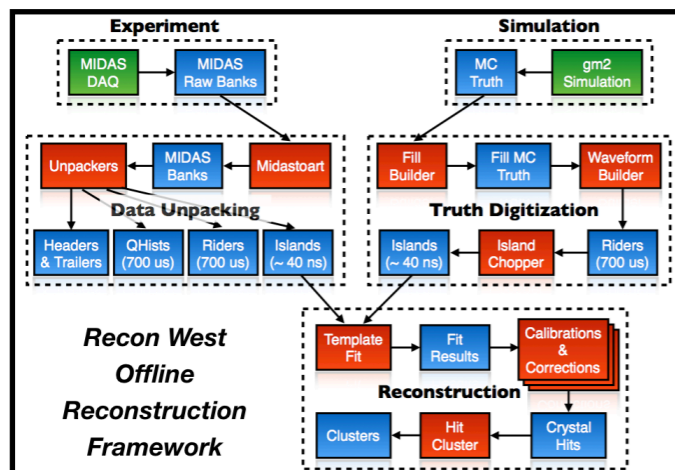 Experiment
Simulation
MIDAS
DAQ
MIDAS
Raw Banks
MC
Truth
gm2
Simulation
Unpackers
MIDAS
Banks
Midastoart
Fill
Builder
Fill MC
Truth
Waveform
Builder
Data Unpacking
Truth Digitization
Headers
& Trailers
QHists
(700 us)
Riders
(700 us)
Islands
(~ 40 ns)
Islands
(~ 40 ns)
Island
Chopper
Riders
(700 us)
Recon West
Offline
Reconstruction
Framework
Template
Fit
Fit
Results
Calibrations
&
Corrections
Reconstruction
Clusters
Hit
Cluster
Crystal
Hits